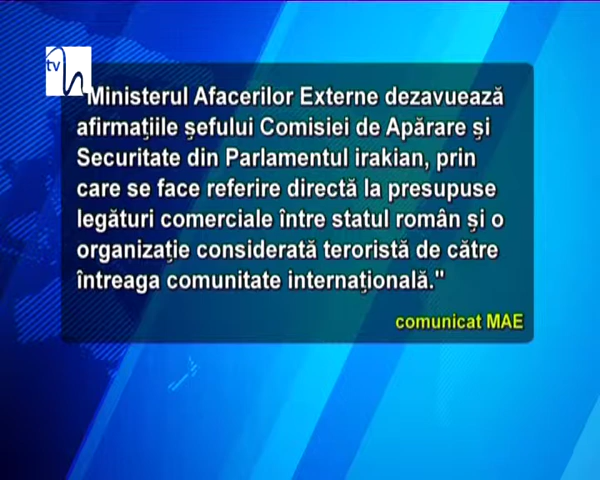 tv h
"Ministerul Afacerilor Externe dezavuează
afirmațiile șefului Comisiei de Apărare și
Securitate din Parlamentul irakian, prin
care se face referire directă la presupuse
legături comerciale între statul român și o
organizație considerată teroristă de către
întreaga comunitate internațională."
comunicat MAE